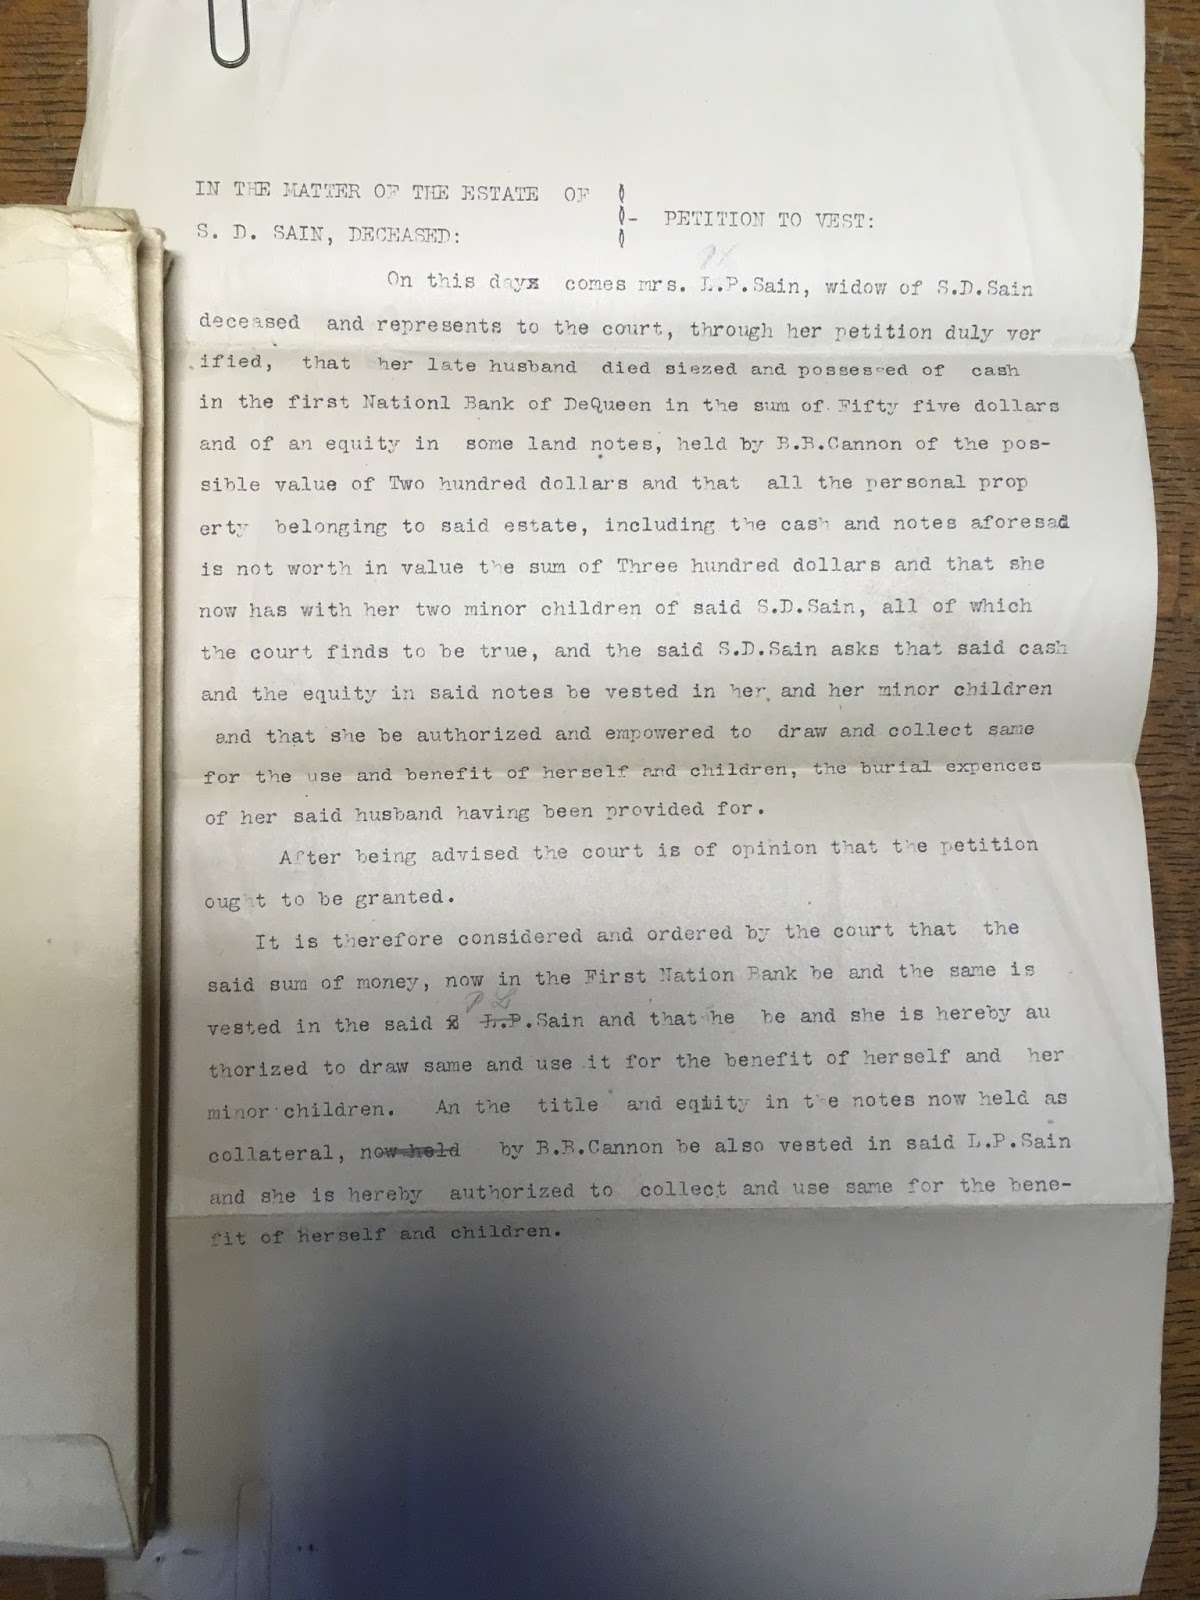 IN THE MATTER OF THE ESTATE OF
S. D. SAIN, DECEASED:
- PETITION TO VEST:
On this dayx comes mrs. L.P.Sain, widow of S.D.Sain
deceased and represents to the court, through her petition duly ver
ified, that her late husband died siezed and possessed of cash
in the first Nationl Bank of DeQueen in the sum of Fifty five dollars
and of an equity in some land notes, held by B.B.Cannon of the pos-
sible value of Two hundred dollars and that all the personal prop
erty belonging to said estate, including the cash and notes aforesad
is not worth in value the sum of Three hundred dollars and that she
now has with her two minor children of said S.D.Sain, all of which
the court finds to be true, and the said S.D.Sain asks that said cash
and the equity in said notes be vested in her and her minor children
and that she be authorized and empowered to draw and collect same
for the use and benefit of herself and children, the burial expences
of her said husband having been provided for.
After being advised the court is of opinion that the petition
ought to be granted.
It is therefore considered and ordered by the court that the
said sum of money, now in the First Nation Bank be and the same is
P L
vested in the said L.P.Sain and that he be and she is hereby au
thorized to draw same and use it for the benefit of herself and her
minor children. An the title and equity in the notes now held as
collateral, now held by B.B.Cannon be also vested in said L.P.Sain
and she is hereby authorized to collect and use same for the bene-
fit of herself and children.